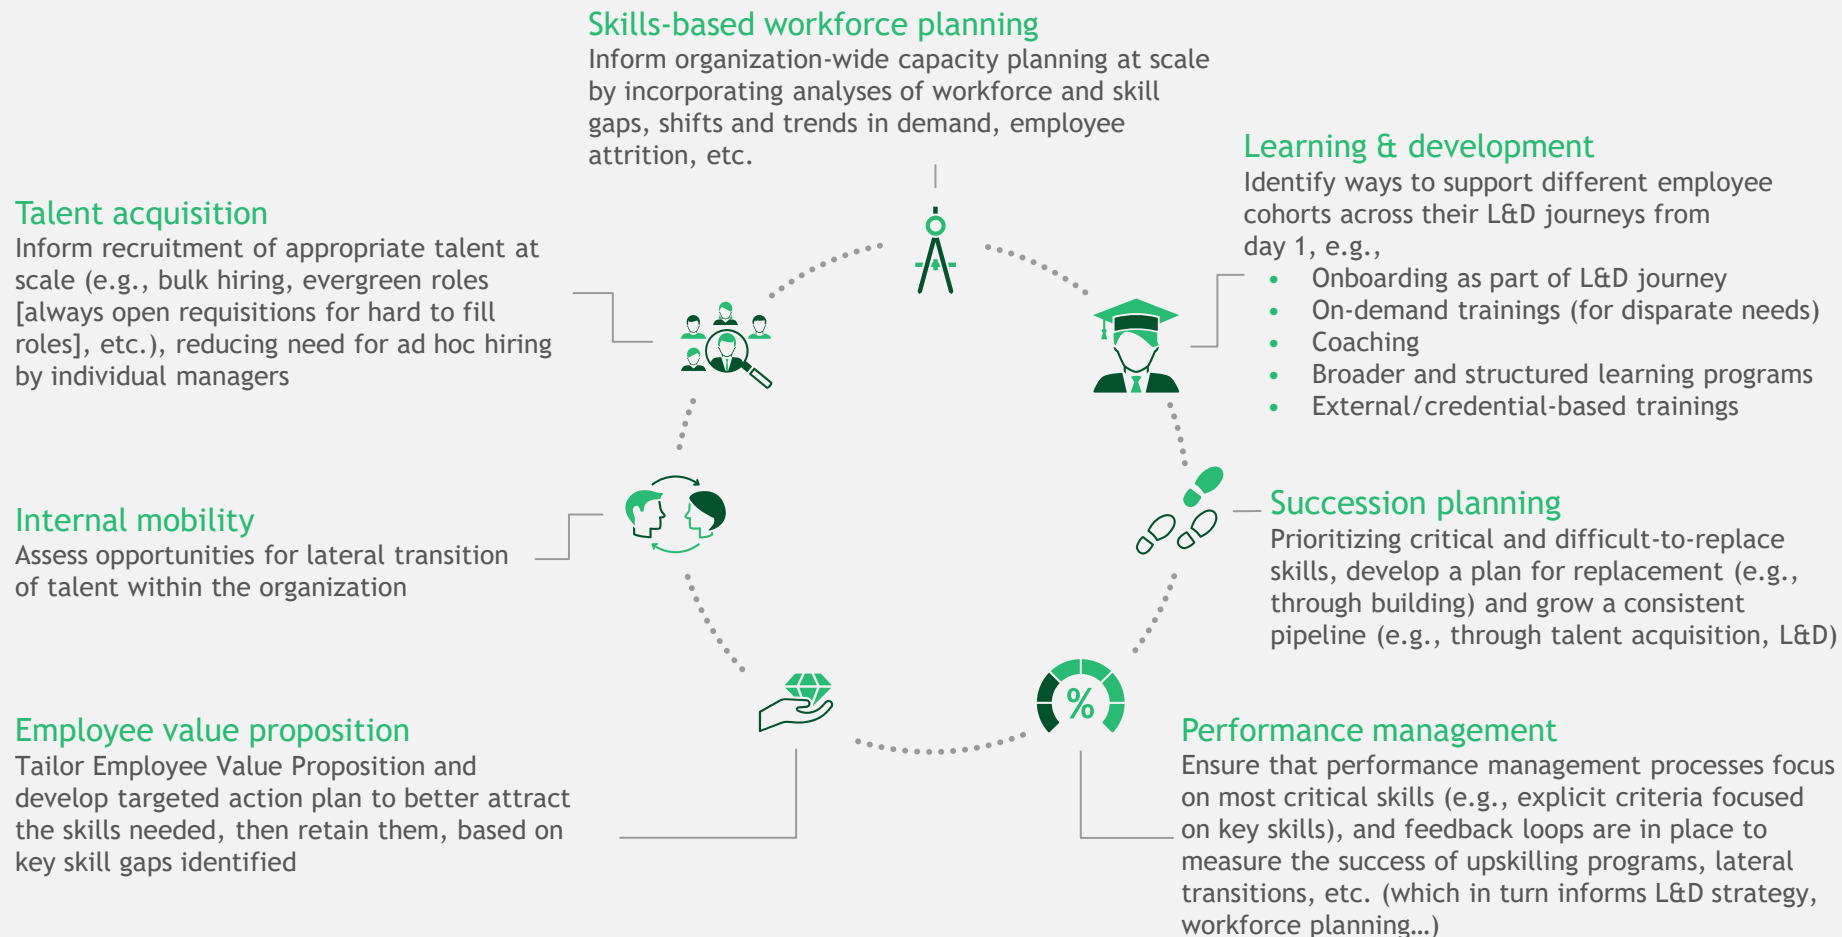 Skills-based workforce planning
Inform organization-wide capacity planning at scale
by incorporating analyses of workforce and skill
gaps, shifts and trends in demand, employee
attrition, etc.
Learning & development
Identify ways to support different employee
cohorts across their L&D journeys from
day 1, e.g.,
• Onboarding as part of L&D journey
• On-demand trainings (for disparate needs)
• Coaching
• Broader and structured learning programs
• External/credential-based trainings
Succession planning
Prioritizing critical and difficult-to-replace
skills, develop a plan for replacement (e.g.,
through building) and grow a consistent
pipeline (e.g., through talent acquisition, L&D)
%
Performance management
Ensure that performance management processes focus
on most critical skills (e.g., explicit criteria focused
on key skills), and feedback loops are in place to
measure the success of upskilling programs, lateral
transitions, etc. (which in turn informs L&D strategy,
workforce planning…)
Employee value proposition
Tailor Employee Value Proposition and
develop targeted action plan to better attract
the skills needed, then retain them, based on
key skill gaps identified
Internal mobility
Assess opportunities for lateral transition
of talent within the organization
Talent acquisition
Inform recruitment of appropriate talent at
scale (e.g., bulk hiring, evergreen roles
[always open requisitions for hard to fill
roles], etc.), reducing need for ad hoc hiring
by individual managers